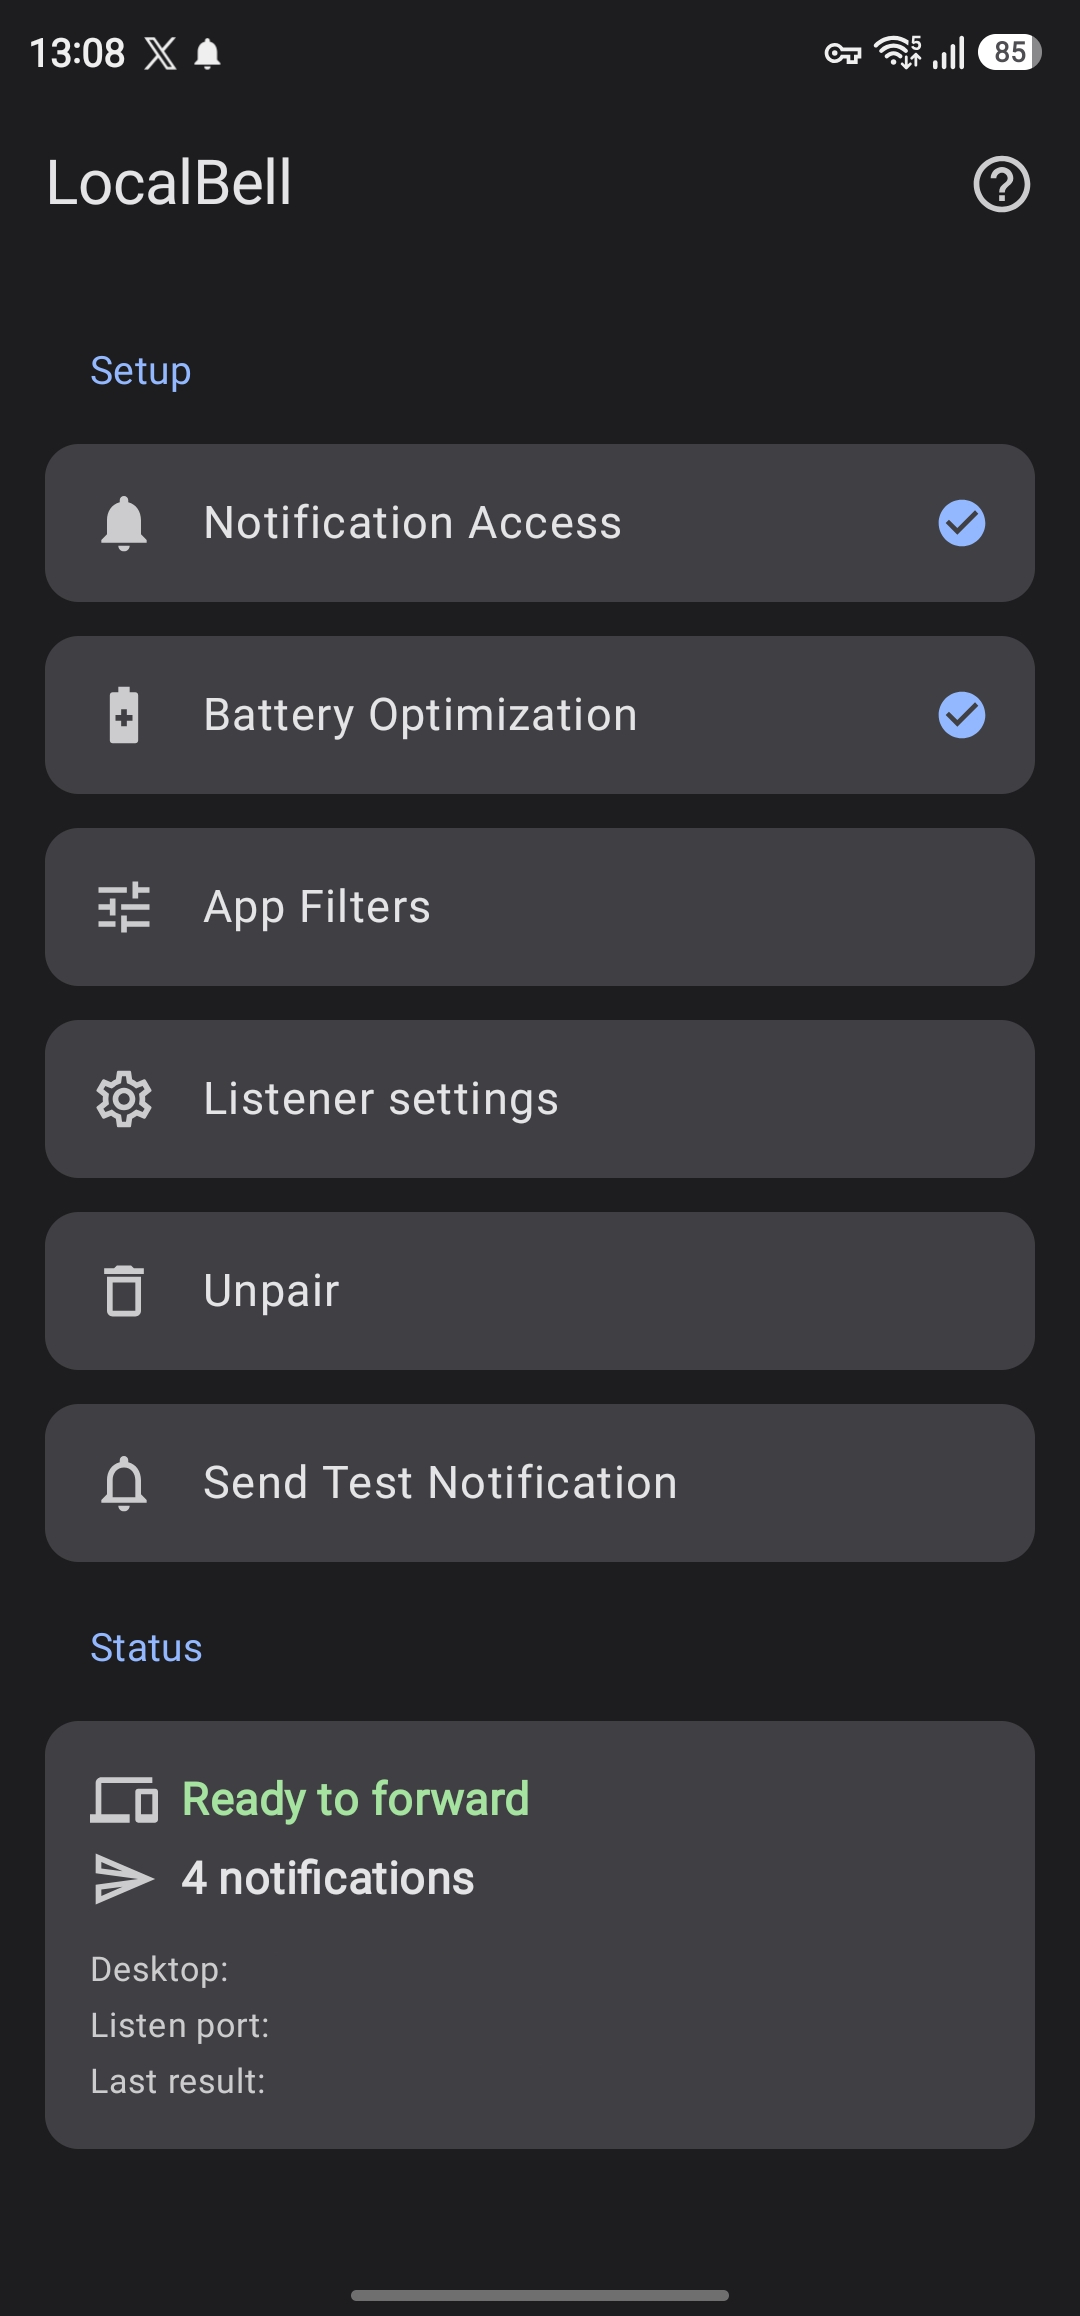 13:08
5
85
LocalBell
Setup
Notification Access
Battery Optimization
App Filters
Listener settings
Unpair
Send Test Notification
Status
Ready to forward
4 notifications
Desktop:
Listen port:
Last result: